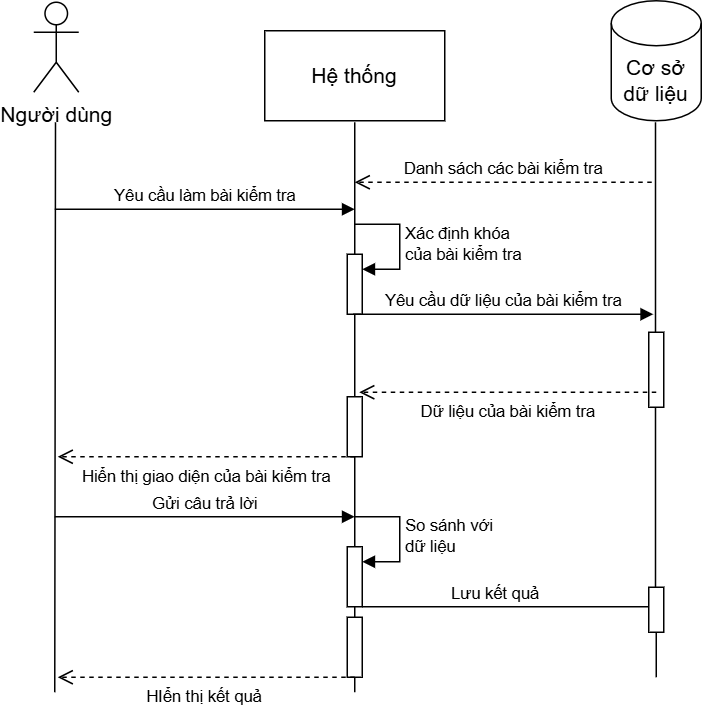 Người dùng
Hệ thống
Cơ sở
dữ liệu
Danh sách các bài kiểm tra
Yêu cầu làm bài kiểm tra
Xác định khóa
của bài kiểm tra
Yêu cầu dữ liệu của bài kiểm tra
Dữ liệu của bài kiểm tra
Hiển thị giao diện của bài kiểm tra
Gửi câu trả lời
So sánh với
dữ liệu
Lưu kết quả
HIển thị kết quả